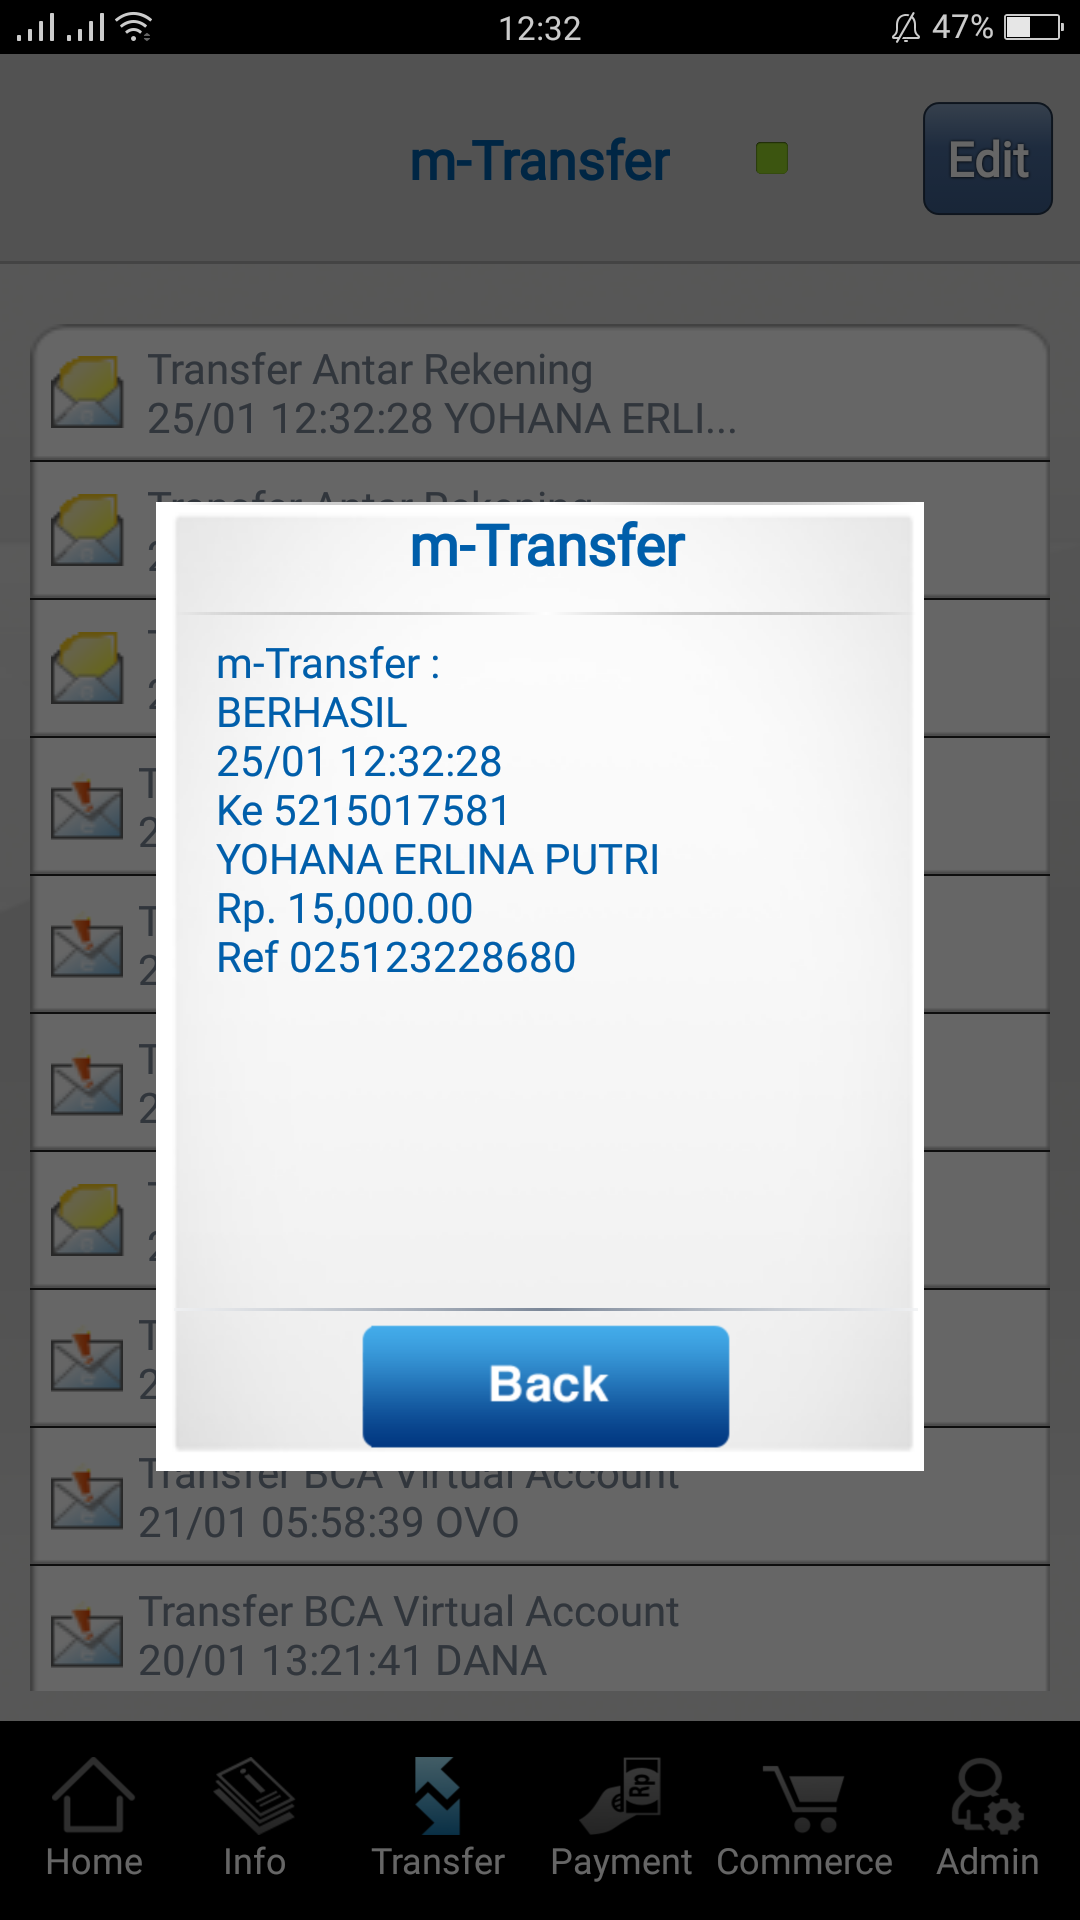 12:32
47%
m-Transfer
Edit
Transfer Antar Rekening
25/01 12:32:28 YOHANA ERLI...
Transfer Antar Rekening
m-Transfer
m-Transfer :
BERHASIL
25/01 12:32:28
Ke 5215017581
YOHANA ERLINA PUTRI
Rp. 15,000.00
Ref 025123228680
Back
Transfer BCA Virtual Account
21/01 05:58:39 OVO
Transfer BCA Virtual Account
20/01 13:21:41 DANA
Home Info Transfer Payment Commerce Admin